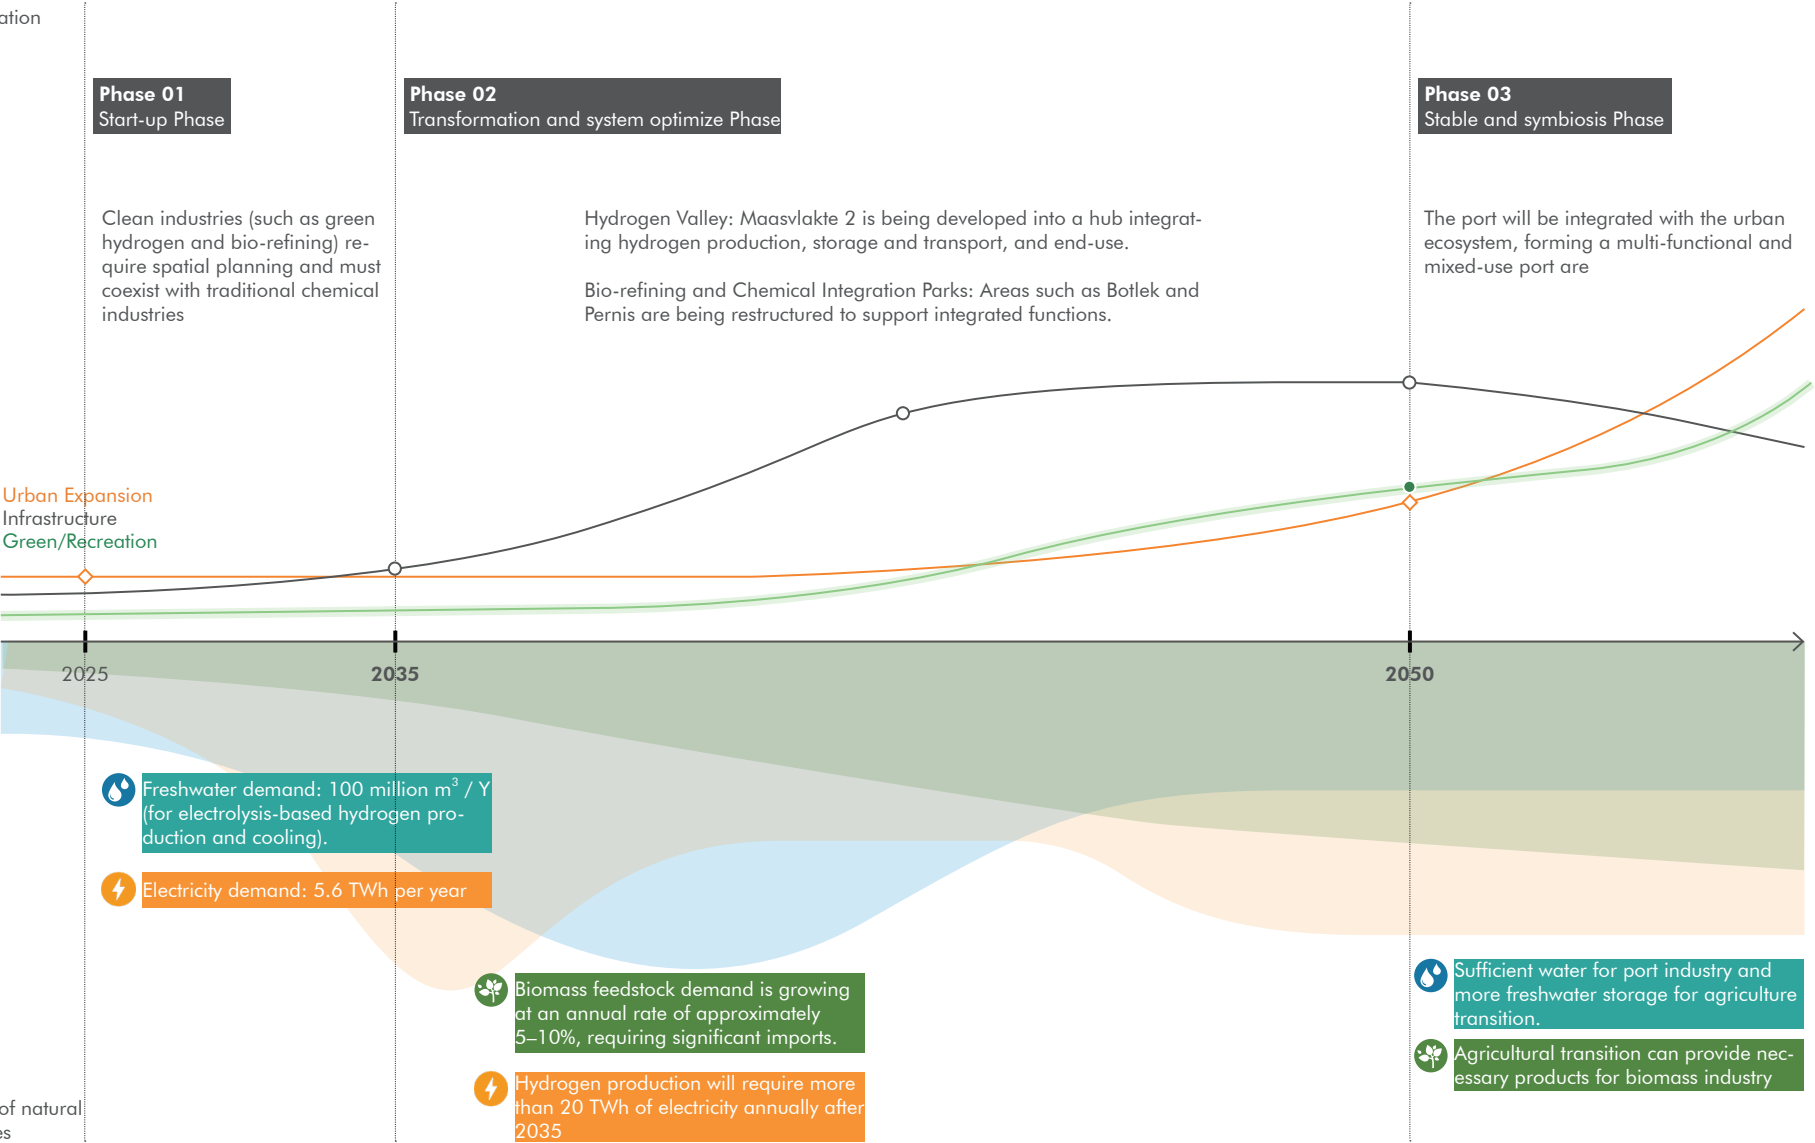 ation
Phase 01
Start-up Phase
Phase 02
Transformation and system optimize Phase
Phase 03
Stable and symbiosis Phase
Clean industries (such as green
hydrogen and bio-refining) re-
quire spatial planning and must
coexist with traditional chemical
industries
Hydrogen Valley: Maasvlakte 2 is being developed into a hub integrat-
ing hydrogen production, storage and transport, and end-use.
Bio-refining and Chemical Integration Parks: Areas such as Botlek and
Pernis are being restructured to support integrated functions.
The port will be integrated with the urban
ecosystem, forming a multi-functional and
mixed-use port are
Urban Expansion
Infrastructure
Green/Recreation
2025
2035
2050
Freshwater demand: 100 million m³ / Y
(for electrolysis-based hydrogen pro-
duction and cooling).
Electricity demand: 5.6 TWh per year
Biomass feedstock demand is growing
at an annual rate of approximately
5–10%, requiring significant imports.
Hydrogen production will require more
than 20 TWh of electricity annually after
2035
Sufficient water for port industry and
more freshwater storage for agriculture
transition.
Agricultural transition can provide nec-
essary products for biomass industry
of natural
es